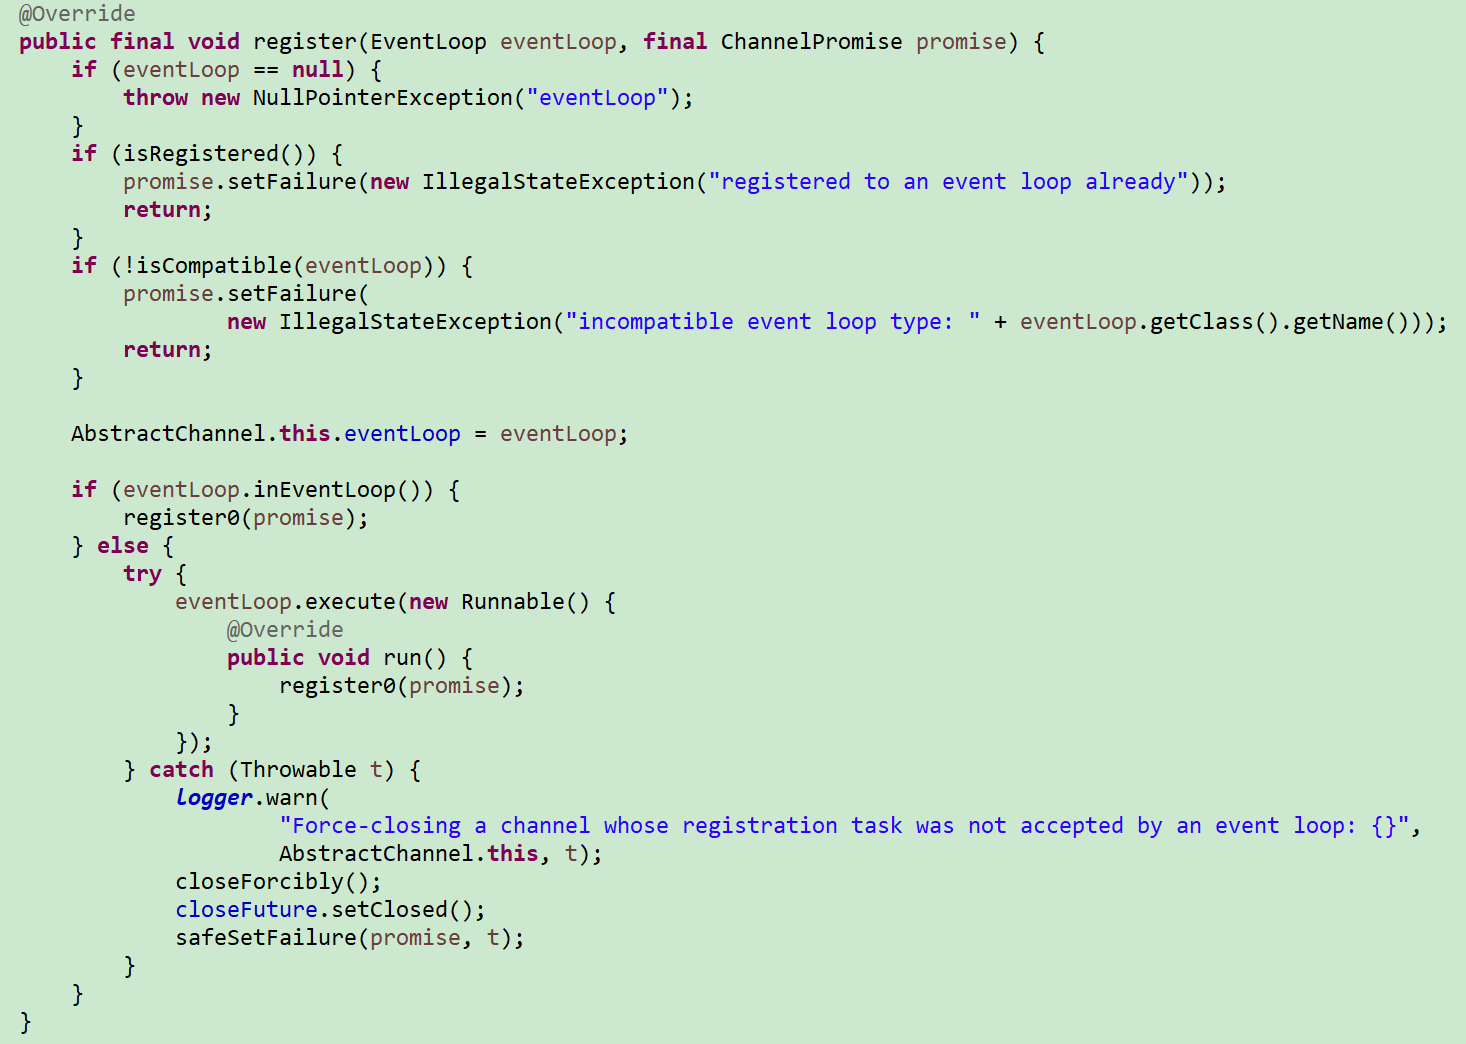 @Override
public final void register(EventLoop eventLoop, final ChannelPromise promise) {
    if (eventLoop == null) {
        throw new NullPointerException("eventLoop");
    }
    if (isRegistered()) {
        promise.setFailure(new IllegalStateException("registered to an event loop already"));
        return;
    }
    if (!isCompatible(eventLoop)) {
        promise.setFailure(
                new IllegalStateException("incompatible event loop type: " + eventLoop.getClass().getName()));
        return;
    }

    AbstractChannel.this.eventLoop = eventLoop;

    if (eventLoop.inEventLoop()) {
        register0(promise);
    } else {
        try {
            eventLoop.execute(new Runnable() {
                @Override
                public void run() {
                    register0(promise);
                }
            });
        } catch (Throwable t) {
            logger.warn(
                    "Force-closing a channel whose registration task was not accepted by an event loop: {}",
                    AbstractChannel.this, t);
            closeForcibly();
            closeFuture.setClosed();
            safeSetFailure(promise, t);
        }
    }
}